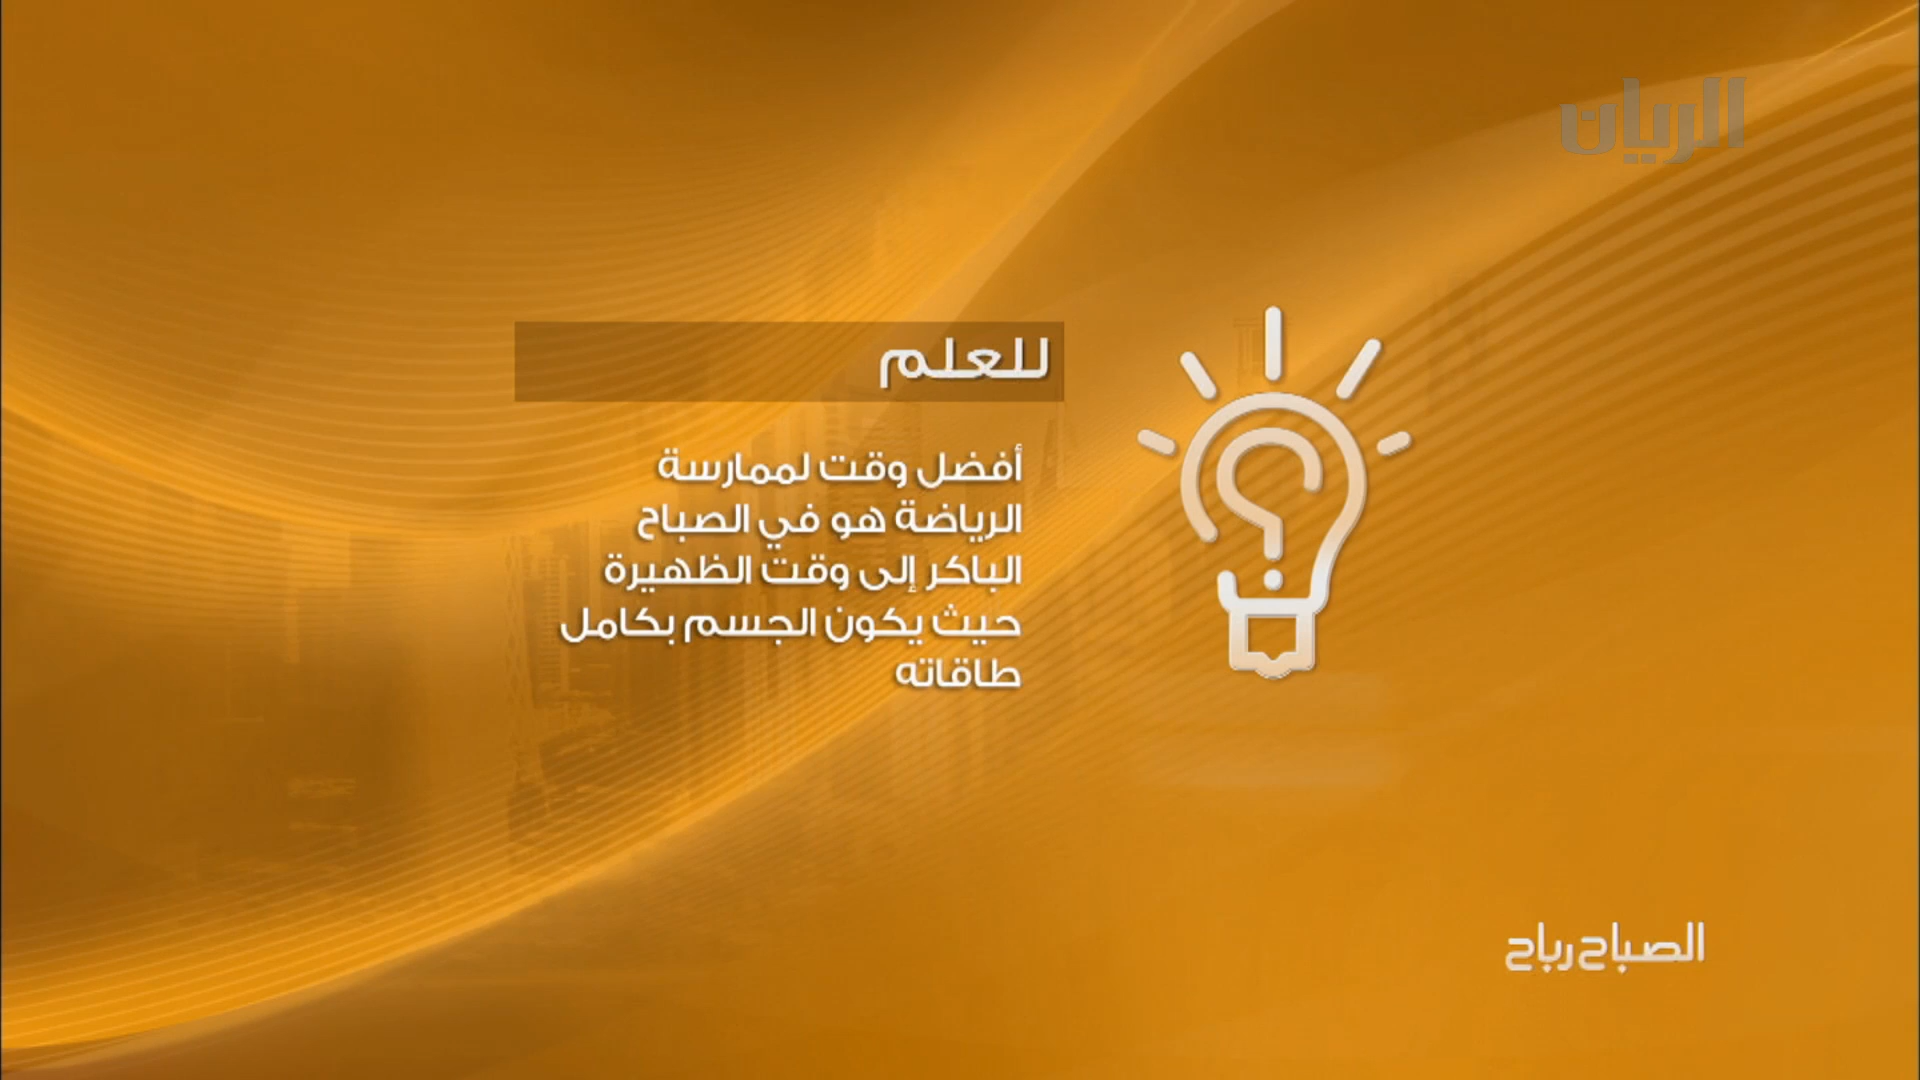 الريان
للعلم
أفضل وقت لممارسة
الرياضة هو في الصباح
الباكر إلى وقت الظهيرة
حيث يكون الجسم بكامل
طاقاته
الصباح رباح